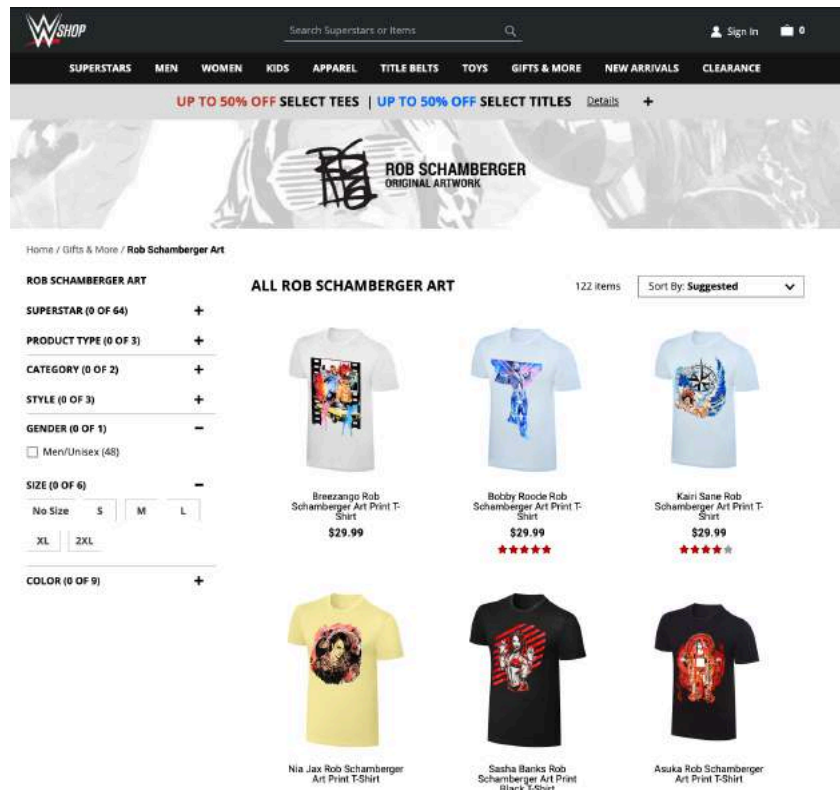 W SHOP
Search Superstars or Items
Sign In
0
SUPERSTARS MEN WOMEN KIDS APPAREL TITLE BELTS TOYS GIFTS & MORE NEW ARRIVALS CLEARANCE
UP TO 50% OFF SELECT TEES | UP TO 50% OFF SELECT TITLES Details +
ROB SCHAMBERGER
ORIGINAL ARTWORK
Home / Gifts & More / Rob Schamberger Art
ROB SCHAMBERGER ART
SUPERSTAR (0 OF 64) +
PRODUCT TYPE (0 OF 3) +
CATEGORY (0 OF 2) +
STYLE (0 OF 3) +
GENDER (0 OF 1) −
Men/Unisex (48)
SIZE (0 OF 6) −
No Size S M L
XL 2XL
COLOR (0 OF 9) +
ALL ROB SCHAMBERGER ART
122 items
Sort By: Suggested
Breezango Rob
Schamberger Art Print T-
Shirt
$29.99
Bobby Roode Rob
Schamberger Art Print T-
Shirt
$29.99
Kairi Sane Rob
Schamberger Art Print T-
Shirt
$29.99
Nia Jax Rob Schamberger
Art Print T-Shirt
Sasha Banks Rob
Schamberger Art Print
Black T-Shirt
Asuka Rob Schamberger
Art Print T-Shirt